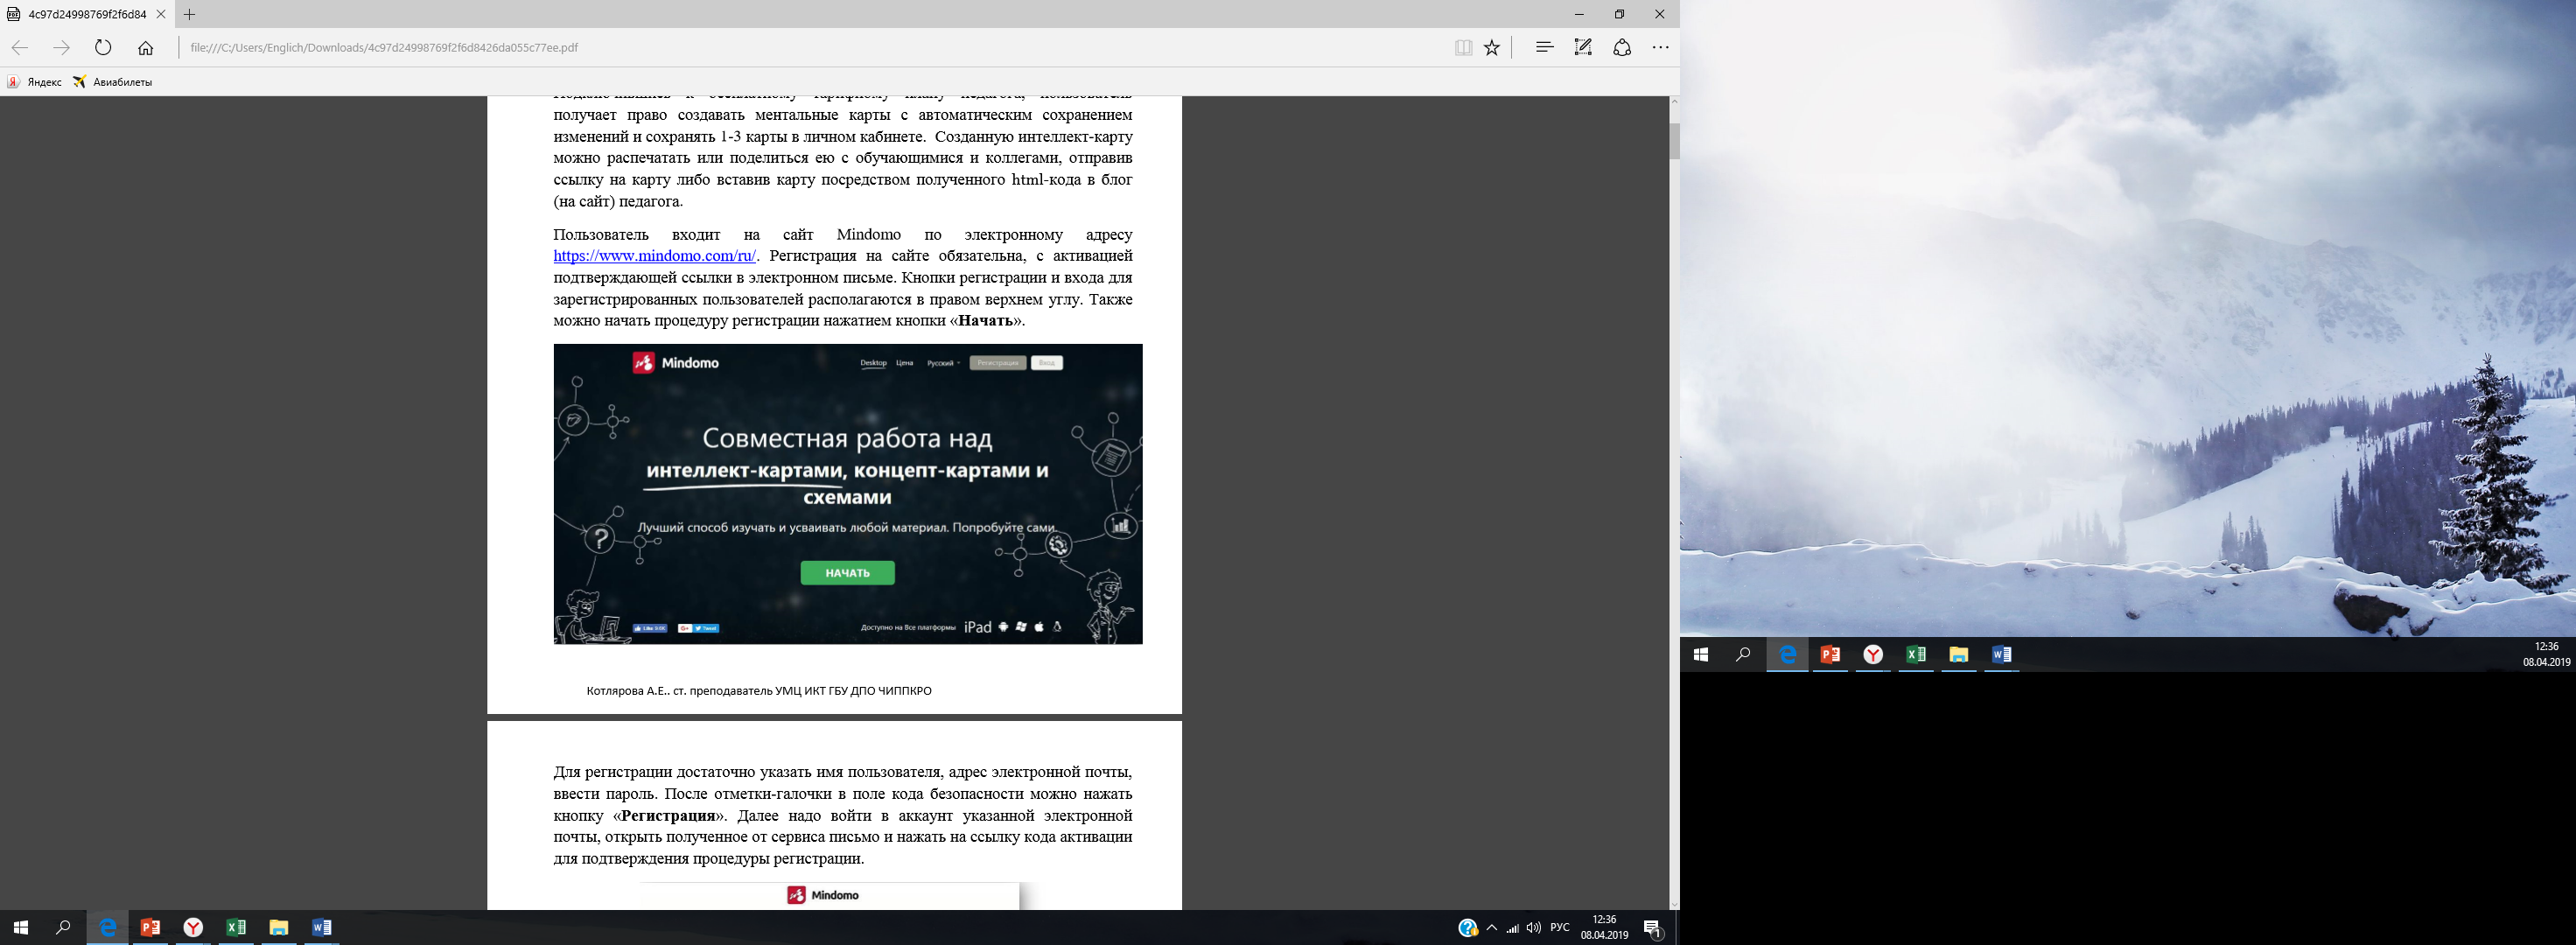 4c97d24998769f2f6d84
file:///C:/Users/Englich/Downloads/4c97d24998769f2f6d8426da055c77ee.pdf
Яндекс Авиабилеты
получает право создавать ментальные карты с автоматическим сохранением
изменений и сохранять 1-3 карты в личном кабинете. Созданную интеллект-карту
можно распечатать или поделиться ею с обучающимися и коллегами, отправив
ссылку на карту либо вставив карту посредством полученного html-кода в блог
(на сайт) педагога.
Пользователь входит на сайт Mindomo по электронному адресу
https://www.mindomo.com/ru/. Регистрация на сайте обязательна, с активацией
подтверждающей ссылки в электронном письме. Кнопки регистрации и входа для
зарегистрированных пользователей располагаются в правом верхнем углу. Также
можно начать процедуру регистрации нажатием кнопки «Начать».
Mindomo Desktop Цена Русский Регистрация Вход
Совместная работа над
интеллект-картами, концепт-картами и
схемами
Лучший способ изучать и усваивать любой материал. Попробуйте сами.
НАЧАТЬ
Like Tweet Доступно на Все платформы iPad
Котлярова А.Е.. ст. преподаватель УМЦ ИКТ ГБУ ДПО ЧИППКРО
Для регистрации достаточно указать имя пользователя, адрес электронной почты,
ввести пароль. После отметки-галочки в поле кода безопасности можно нажать
кнопку «Регистрация». Далее надо войти в аккаунт указанной электронной
почты, открыть полученное от сервиса письмо и нажать на ссылку кода активации
для подтверждения процедуры регистрации.
Mindomo
РУС
12:36
08.04.2019
1
12:36
08.04.2019